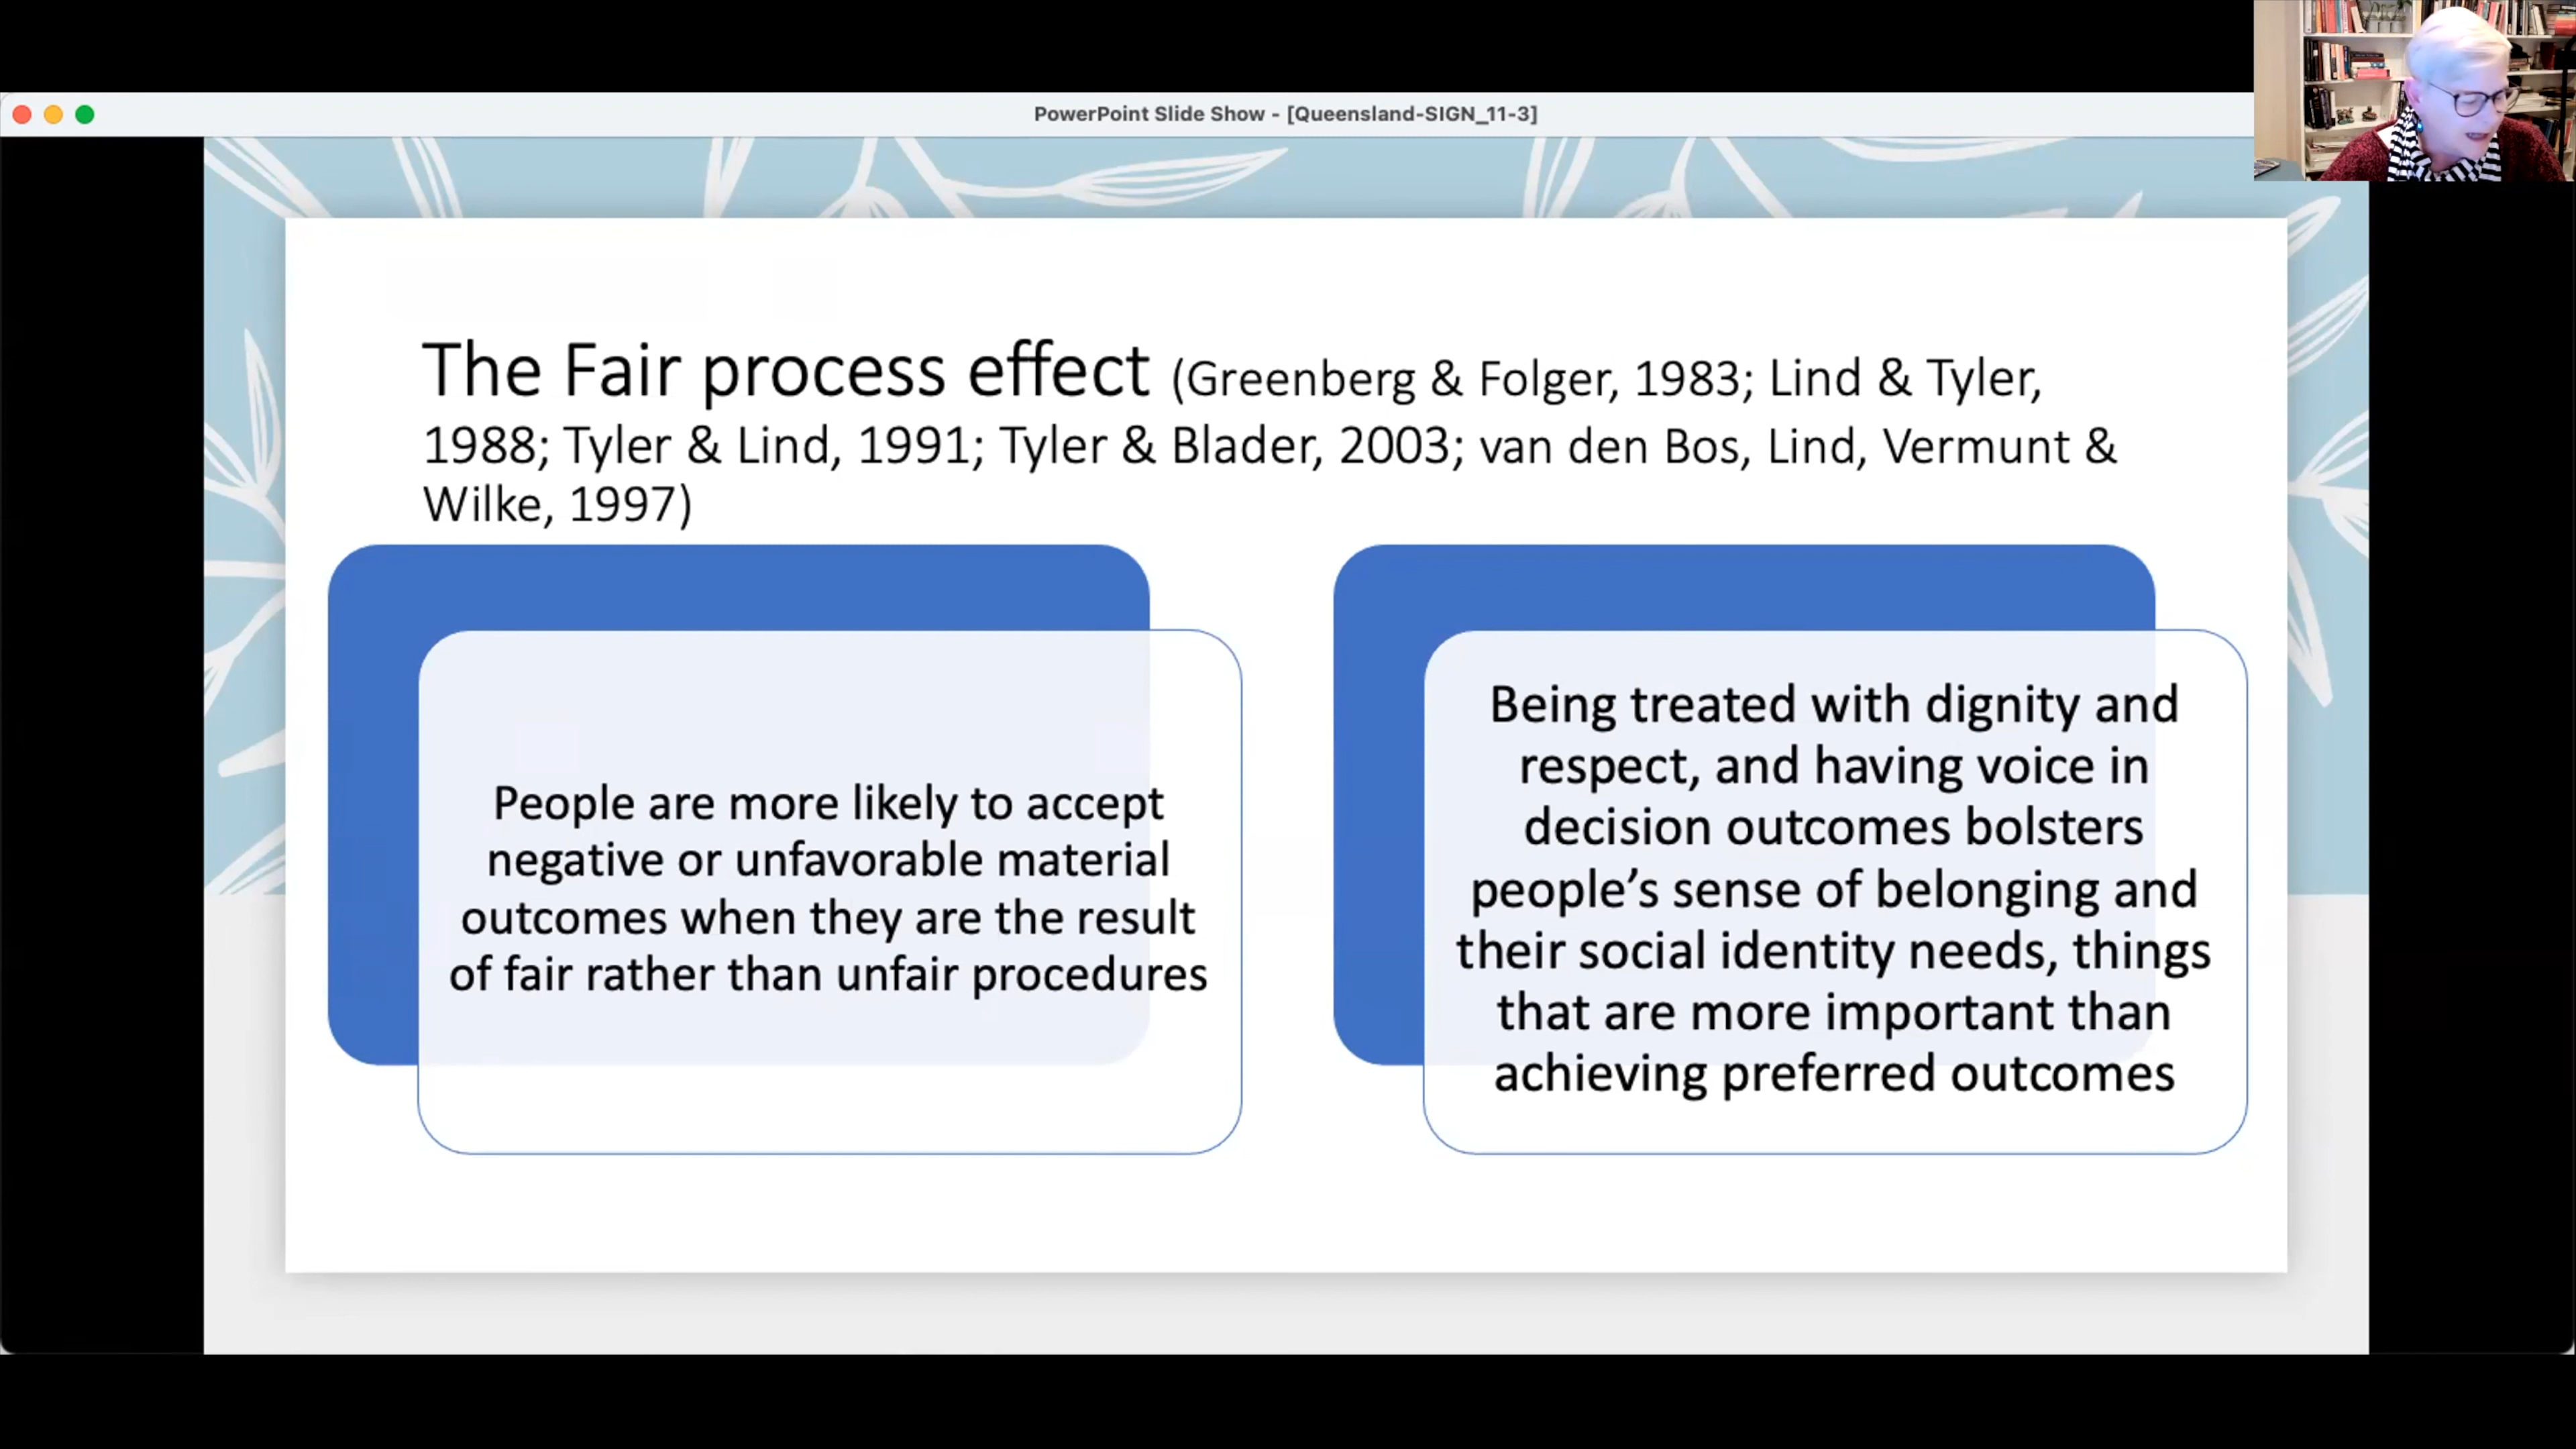 PowerPoint Slide Show - [Queensland-SIGN_11-3]
The Fair process effect (Greenberg & Folger, 1983; Lind & Tyler,
1988; Tyler & Lind, 1991; Tyler & Blader, 2003; van den Bos, Lind, Vermunt &
Wilke, 1997)
People are more likely to accept
negative or unfavorable material
outcomes when they are the result
of fair rather than unfair procedures
Being treated with dignity and
respect, and having voice in
decision outcomes bolsters
people’s sense of belonging and
their social identity needs, things
that are more important than
achieving preferred outcomes